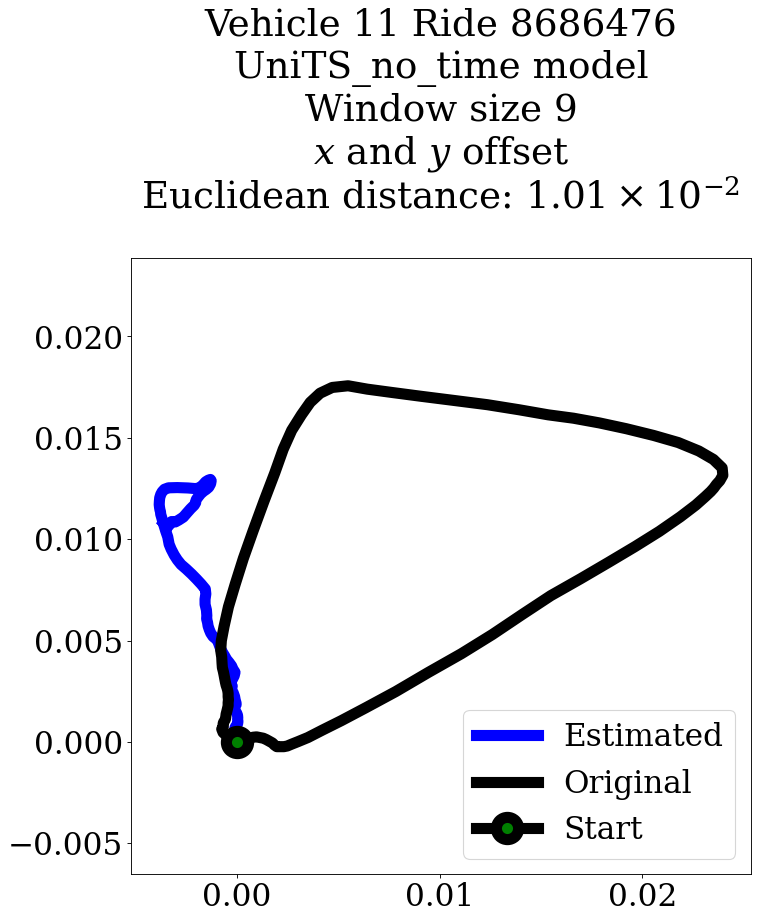 Vehicle 11 Ride 8686476
UniTS_no_time model
Window size 9
x and y offset
Euclidean distance: 1.01 × 10⁻²
0.020
0.015
0.010
0.005
0.000
−0.005
Estimated
Original
Start
0.00 0.01 0.02